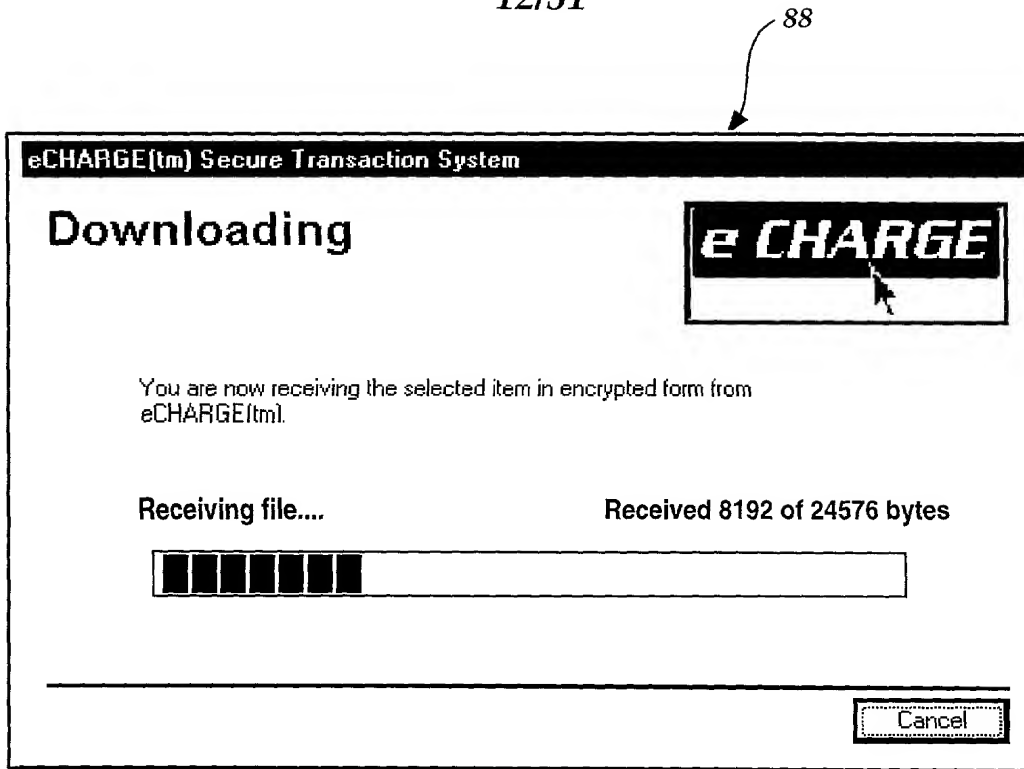 88
eCHARGE(tm) Secure Transaction System
Downloading
e CHARGE
You are now receiving the selected item in encrypted form from
eCHARGE(tm).
Receiving file....
Received 8192 of 24576 bytes
Cancel